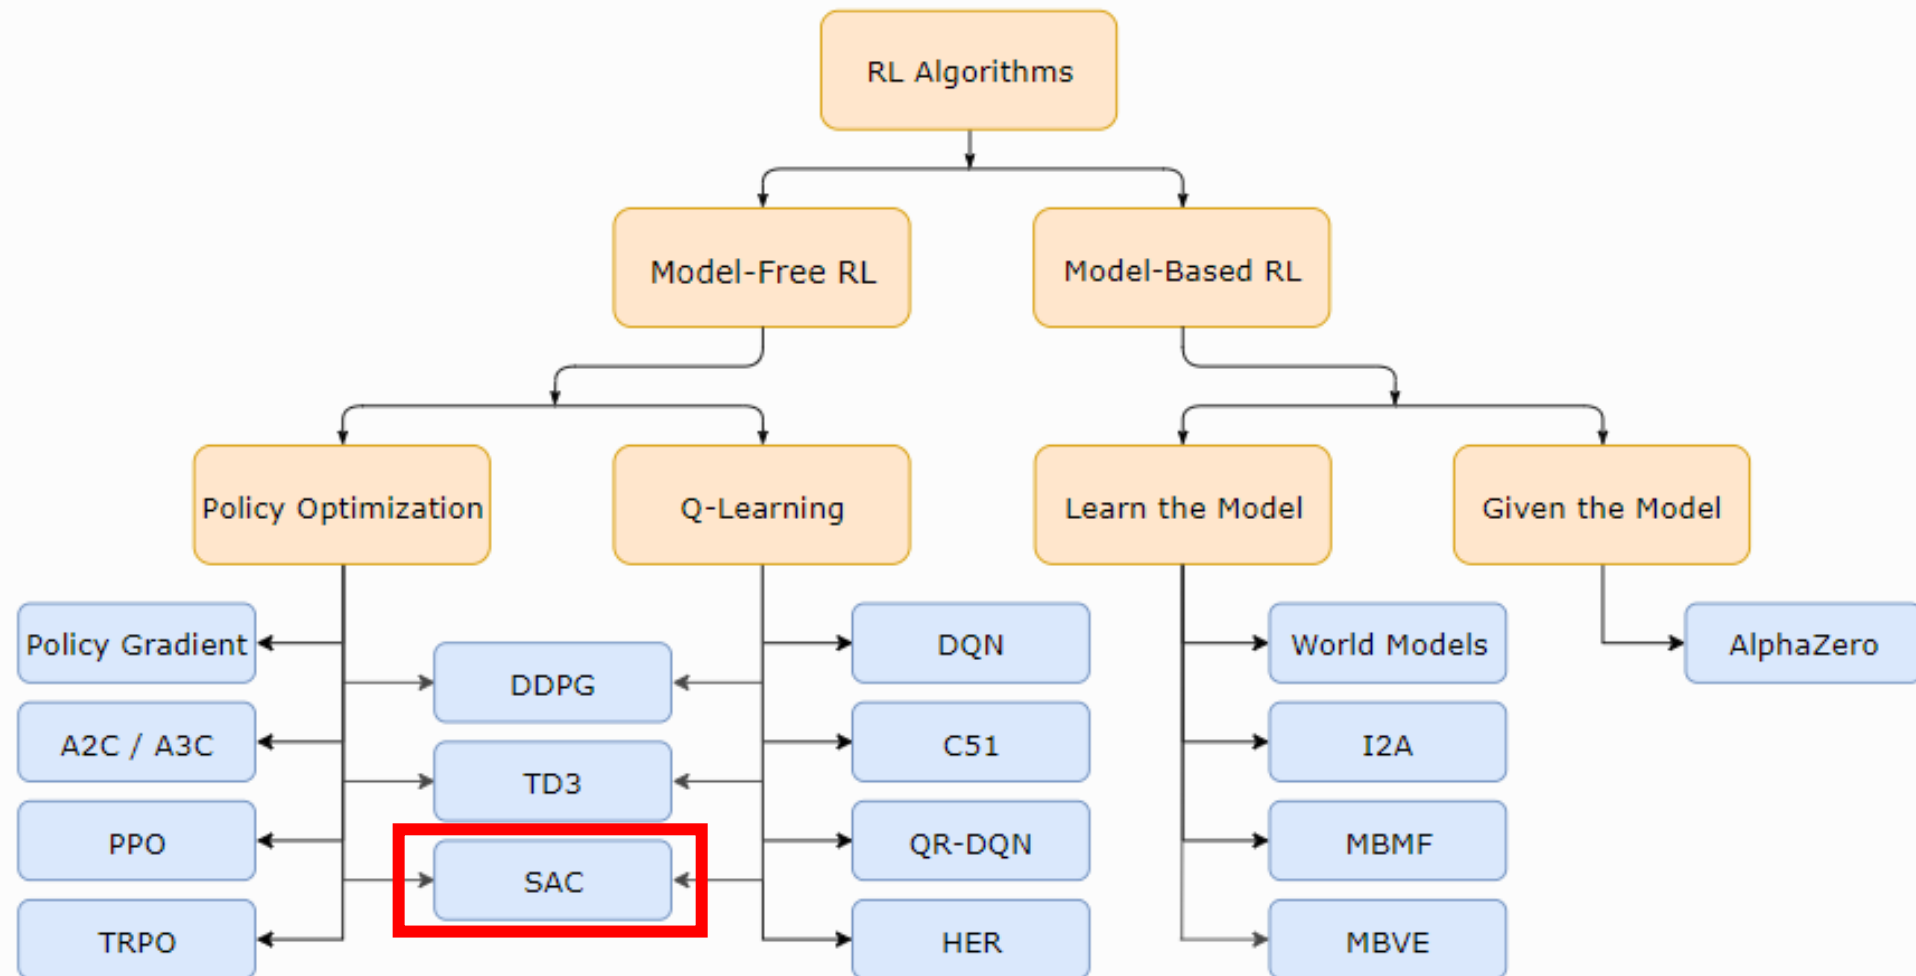 RL Algorithms
Model-Free RL
Model-Based RL
Policy Optimization
Q-Learning
Learn the Model
Given the Model
Policy Gradient
DDPG
DQN
World Models
AlphaZero
A2C / A3C
TD3
C51
I2A
PPO
SAC
QR-DQN
MBMF
TRPO
HER
MBVE